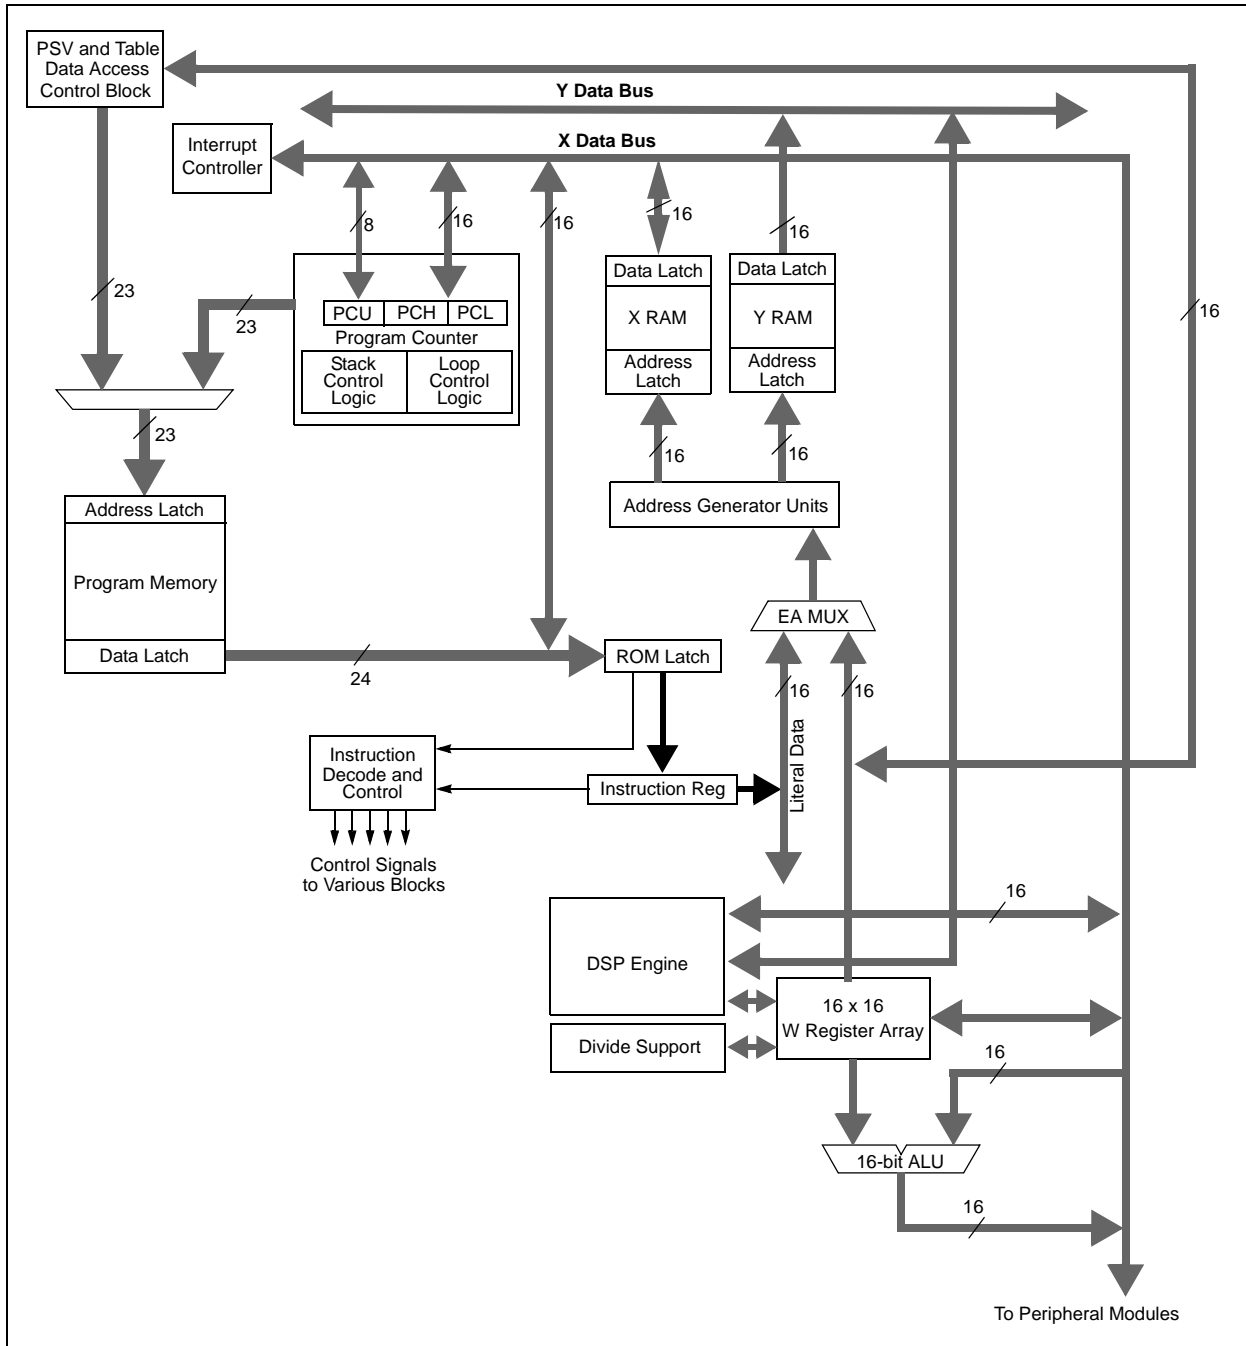 PSV and Table
Data Access
Control Block
Y Data Bus
Interrupt
Controller
X Data Bus
8
16
16
16
16
16
23
23
Data Latch
Data Latch
PCU
PCH
PCL
Program Counter
X RAM
Y RAM
Stack
Control
Logic
Loop
Control
Logic
Address
Latch
Address
Latch
23
16
16
Address Latch
Address Generator Units
Program Memory
EA MUX
Data Latch
24
ROM Latch
16
16
Literal Data
Instruction
Decode and
Control
Instruction Reg
Control Signals
to Various Blocks
16
DSP Engine
16 x 16
W Register Array
Divide Support
16
16-bit ALU
16
To Peripheral Modules